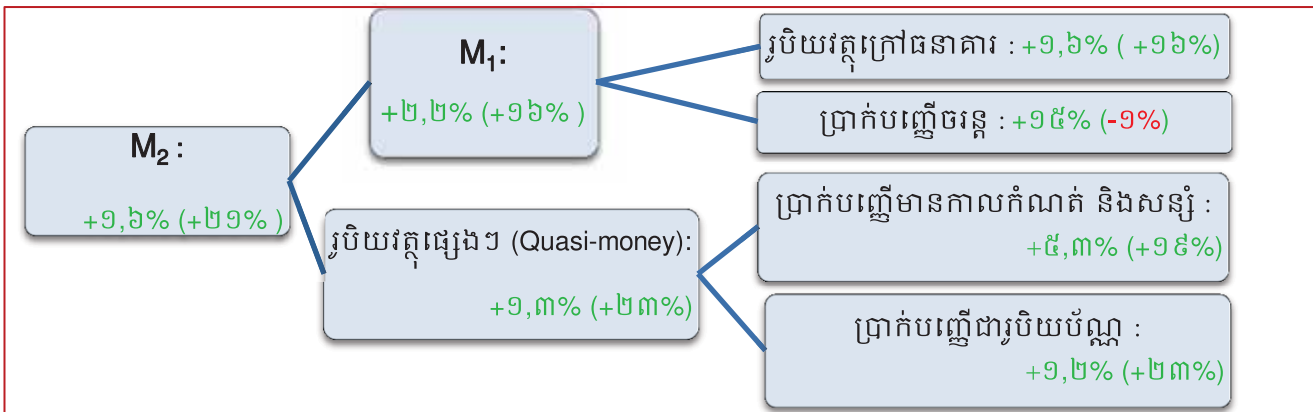 M₂ :
+១,៦% (+២១% )
M₁:
+២,២% (+១៦% )
រូបិយវត្ថុផ្សេងៗ (Quasi-money):
+១,៣% (+២៣%)
រូបិយវត្ថុក្រៅធនាគារ : +១,៦% ( +១៦%)
ប្រាក់បញ្ញើចរន្ត : +១៥% (-១%)
ប្រាក់បញ្ញើមានកាលកំណត់ និងសន្សំ :
+៥,៣% (+១៩%)
ប្រាក់បញ្ញើជារូបិយប័ណ្ណ :
+១,២% (+២៣%)